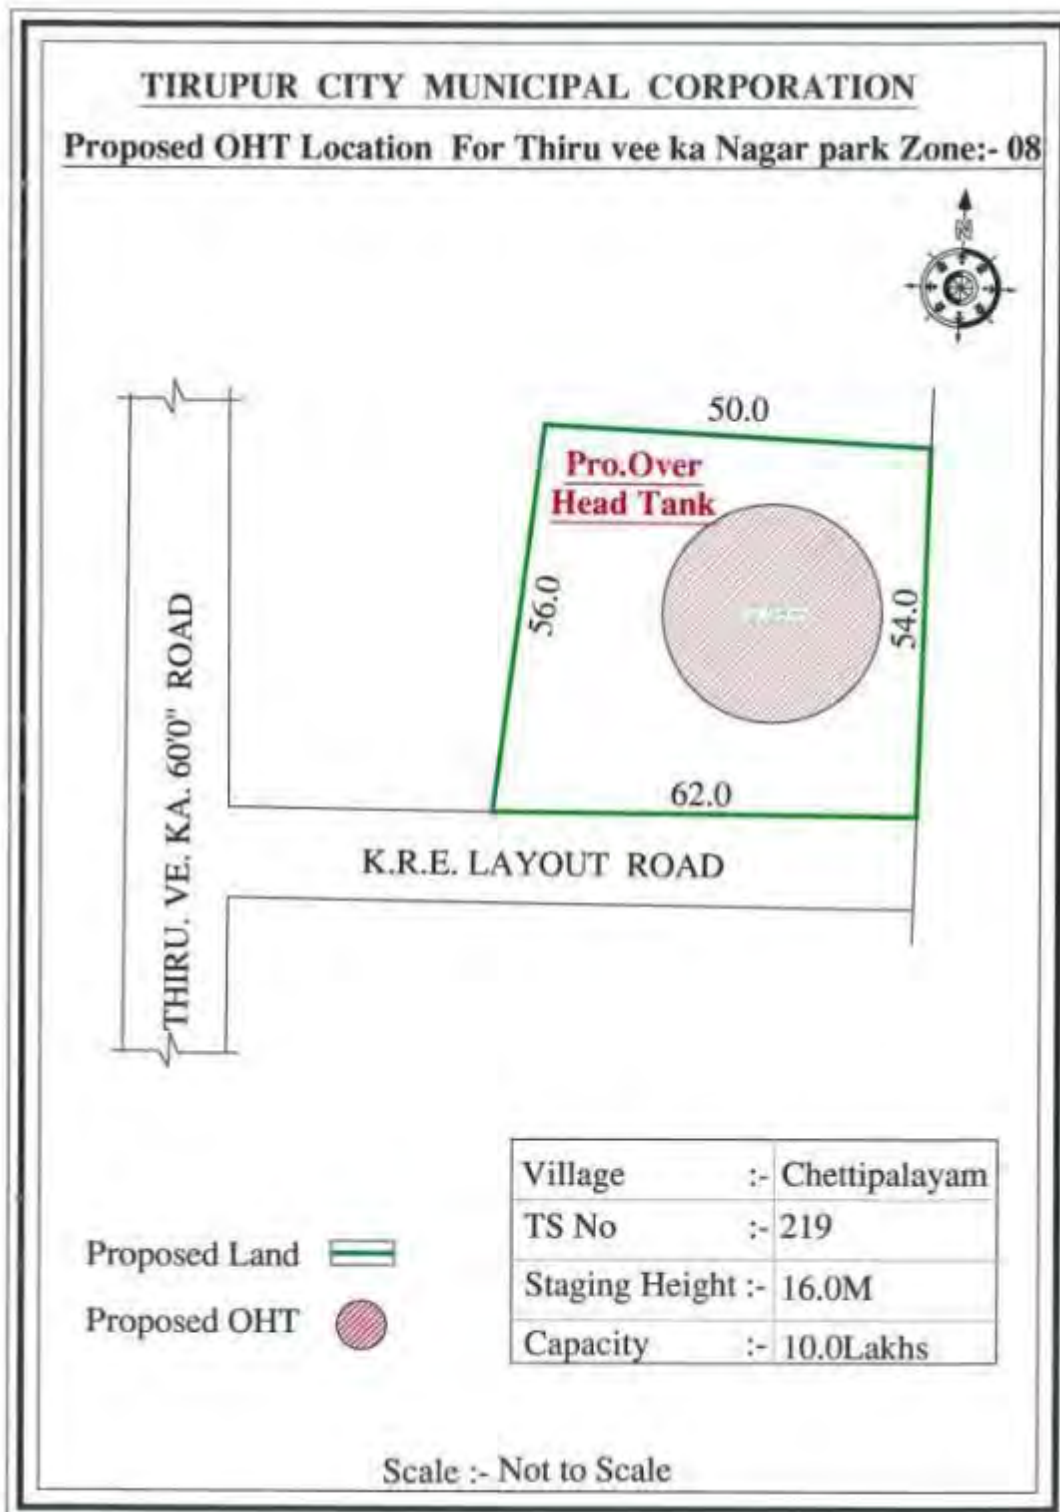 TIRUPUR CITY MUNICIPAL CORPORATION
Proposed OHT Location For Thiru vee ka Nagar park Zone:- 08
N
50.0
Pro.Over
Head Tank
56.0
54.0
62.0
THIRU. VE. KA. 60'0" ROAD
K.R.E. LAYOUT ROAD
Village :- Chettipalayam
TS No :- 219
Staging Height :- 16.0M
Capacity :- 10.0Lakhs
Proposed Land
Proposed OHT
Scale :- Not to Scale